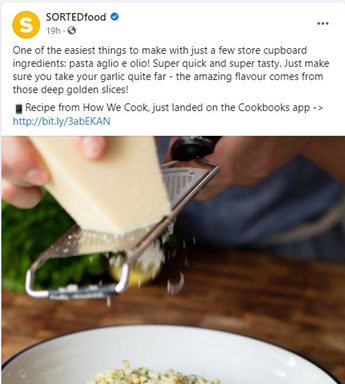 SORTEDfood
19h ·
One of the easiest things to make with just a few store cupboard
ingredients: pasta aglio e olio! Super quick and super tasty. Just make
sure you take your garlic quite far - the amazing flavour comes from
those deep golden slices!
📱Recipe from How We Cook, just landed on the Cookbooks app ->
http://bit.ly/3abEKAN